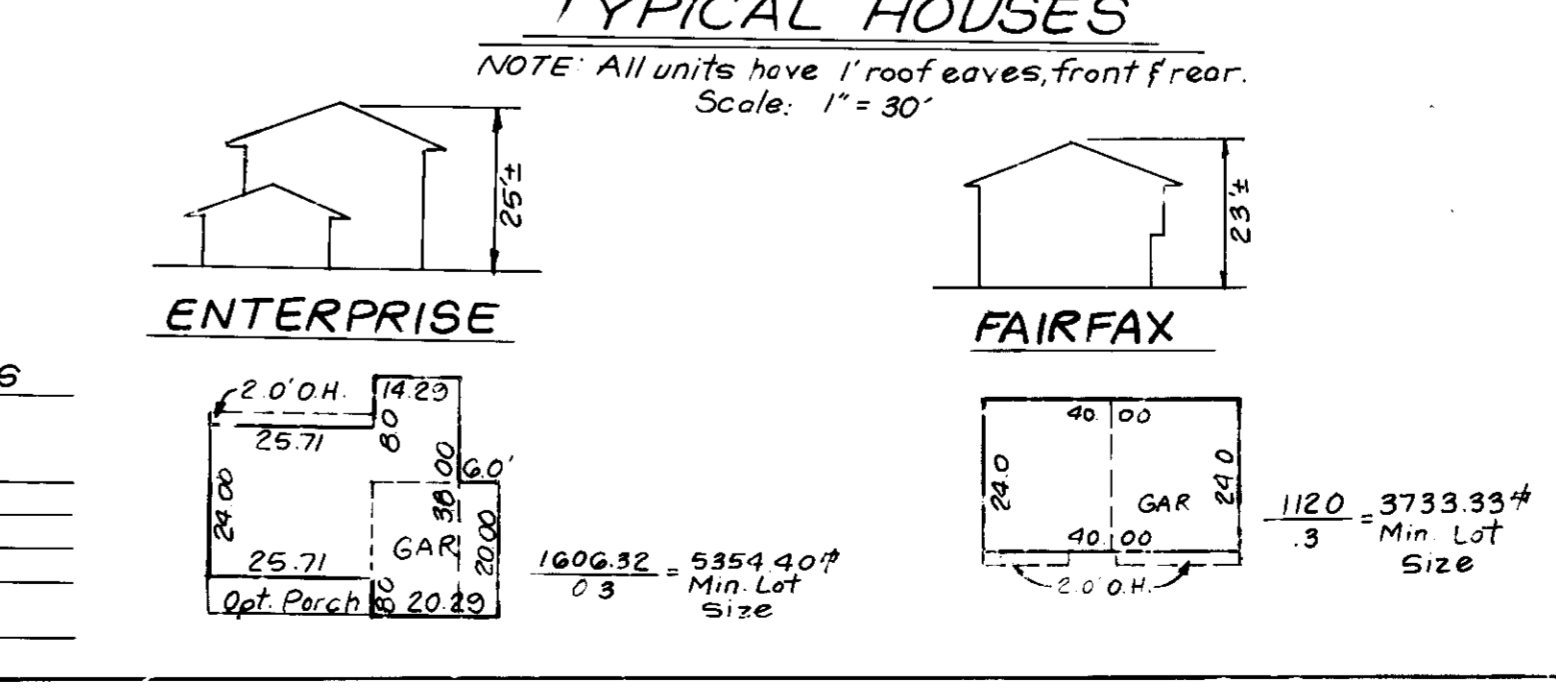 TYPICAL HOUSES
NOTE: All units have 1' roof eaves, front & rear.
Scale: 1" = 30'
25'±
ENTERPRISE
23'±
FAIRFAX
S
2.0' O.H.
14.29
8.0
25.71
24.00
38.00
6.0'
GAR
20.00
25.71
Opt. Porch
8.0
20.29
1606.32 = 5354.40
0.3
Min. Lot
Size
40.00
24.0
GAR
24.0
40.00
2.0' O.H.
1120 = 3733.33
.3
Min. Lot
Size